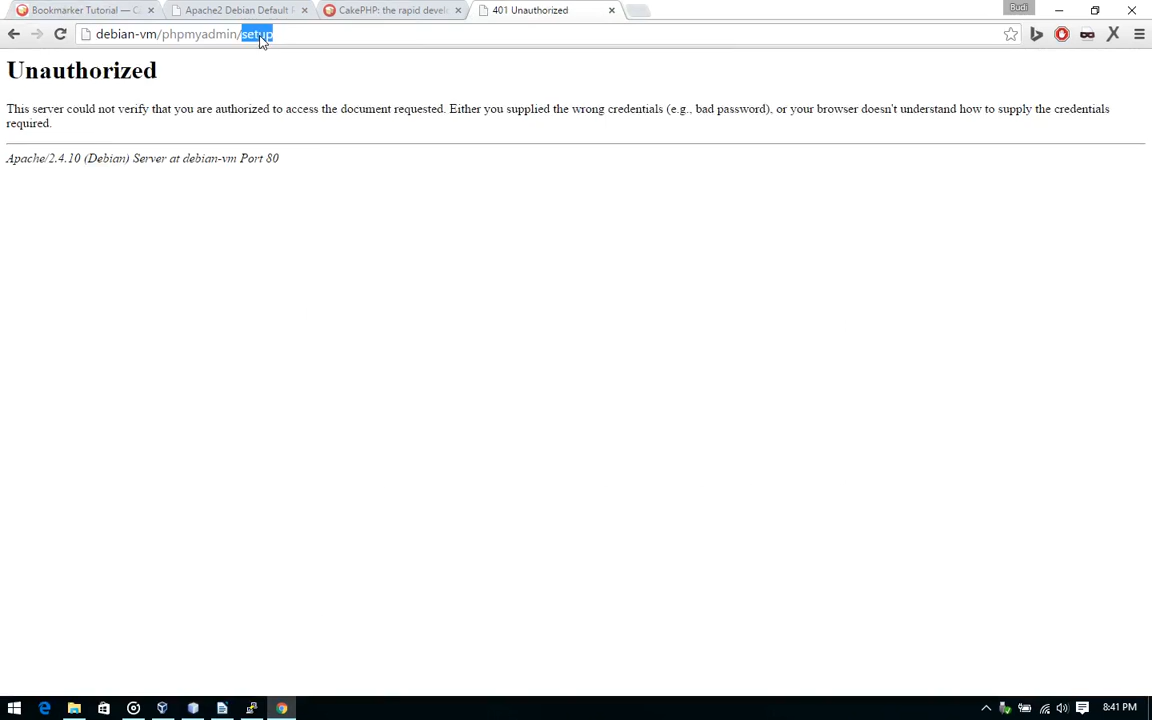 Bookmarker Tutorial — C
Apache2 Debian Default
CakePHP: the rapid devel
401 Unauthorized
Budi
debian-vm/phpmyadmin/setup
Unauthorized
This server could not verify that you are authorized to access the document requested. Either you supplied the wrong credentials (e.g., bad password), or your browser doesn't understand how to supply the credentials
required.
Apache/2.4.10 (Debian) Server at debian-vm Port 80
8:41 PM